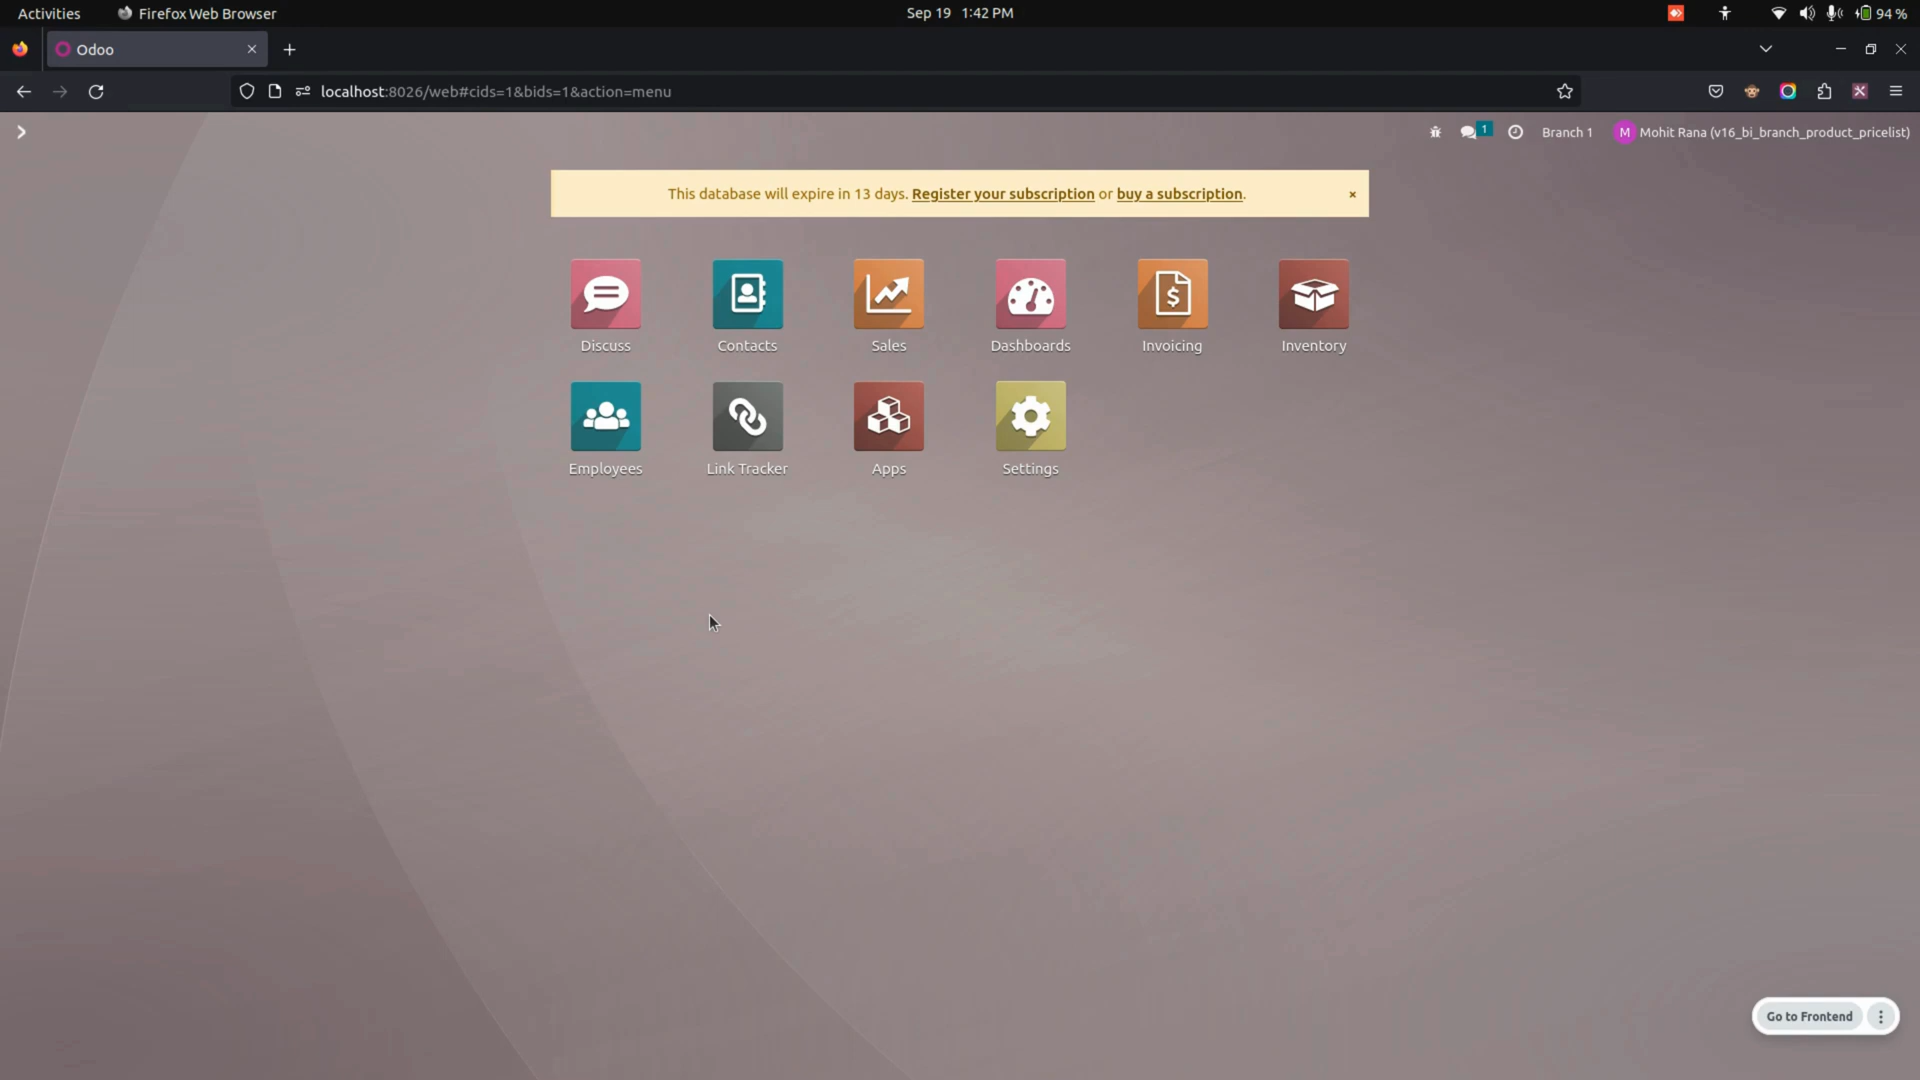 Activities
Firefox Web Browser
Sep 19 1:42 PM
94 %
Odoo
localhost:8026/web#cids=1&bids=1&action=menu
1
Branch 1
M
Mohit Rana (v16_bi_branch_product_pricelist)
This database will expire in 13 days. Register your subscription or buy a subscription.
Discuss
Contacts
Sales
Dashboards
Invoicing
Inventory
Employees
Link Tracker
Apps
Settings
Go to Frontend